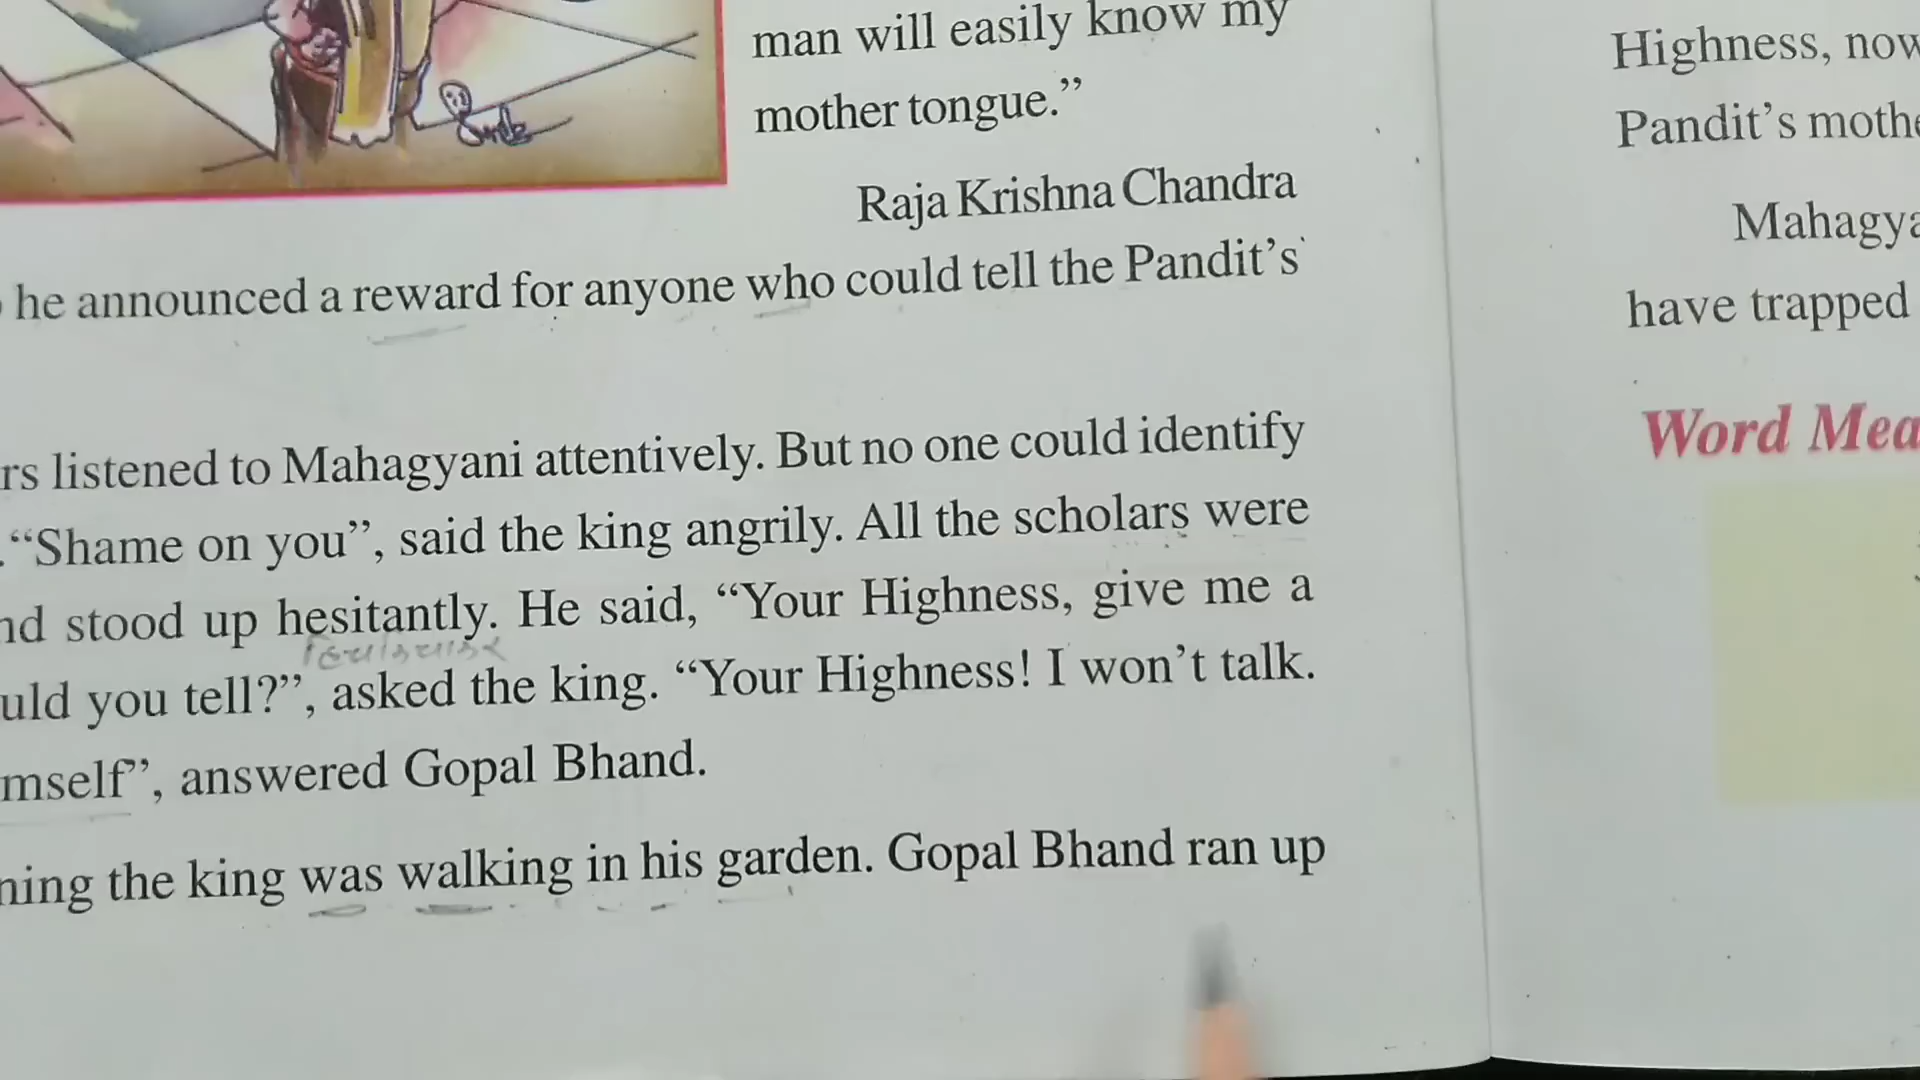 man will easily know my
mother tongue.”
Raja Krishna Chandra
he announced a reward for anyone who could tell the Pandit’s
rs listened to Mahagyani attentively. But no one could identify
. “Shame on you”, said the king angrily. All the scholars were
nd stood up hesitantly. He said, “Your Highness, give me a
uld you tell?”, asked the king. “Your Highness! I won’t talk.
mself”, answered Gopal Bhand.
ning the king was walking in his garden. Gopal Bhand ran up
Highness, now
Pandit’s mothe
Mahagya
have trapped
Word Mea